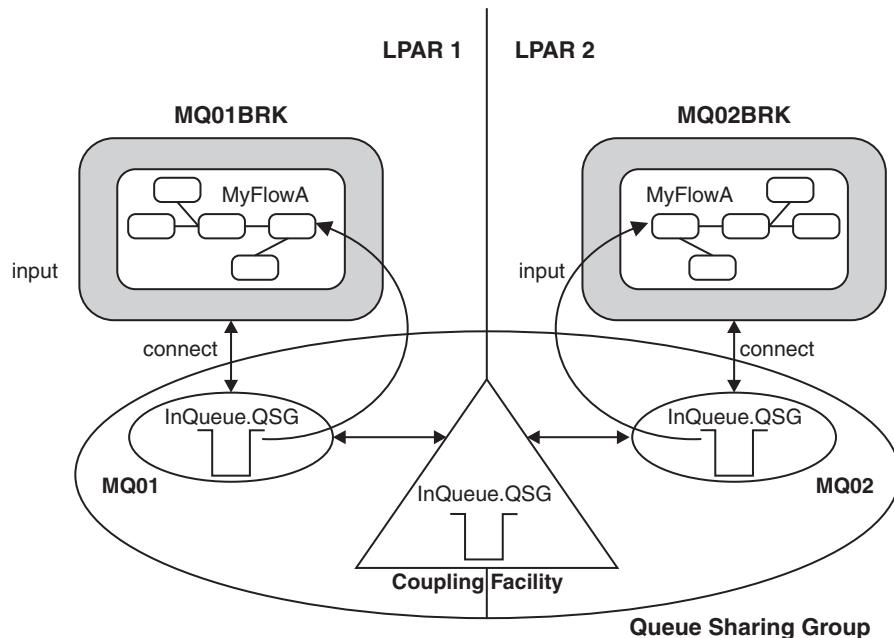 LPAR 1
LPAR 2
MQ01BRK
MQ02BRK
MyFlowA
MyFlowA
input
input
connect
connect
InQueue.QSG
InQueue.QSG
MQ01
MQ02
InQueue.QSG
Coupling Facility
Queue Sharing Group